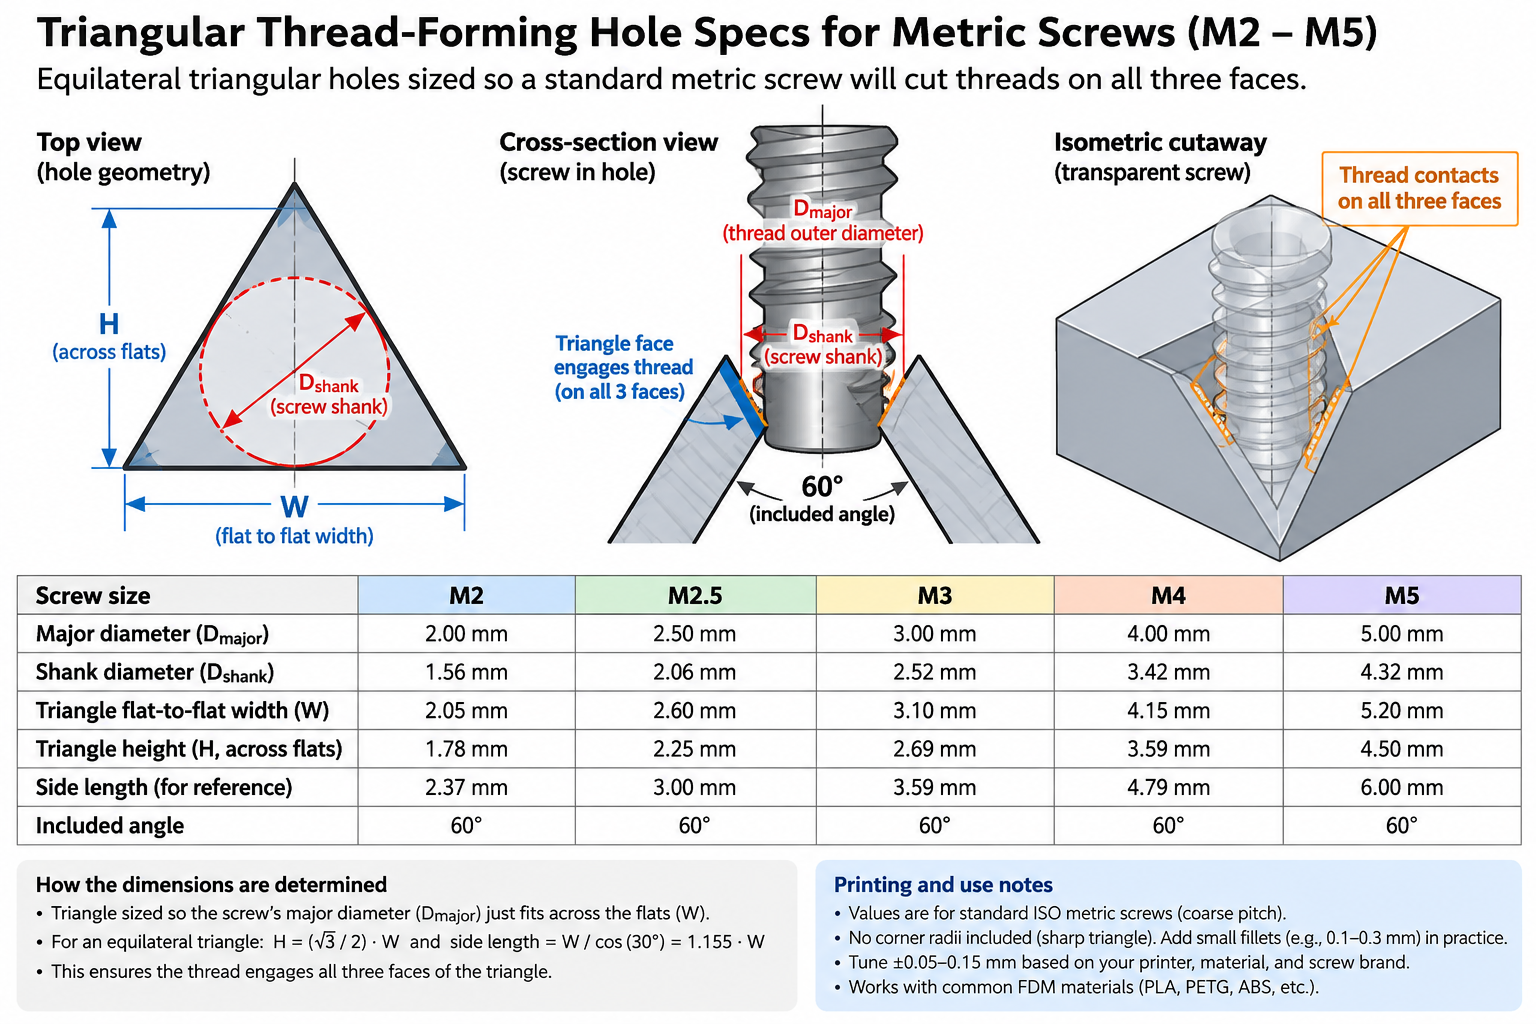 Triangular Thread-Forming Hole Specs for Metric Screws (M2 – M5)
Equilateral triangular holes sized so a standard metric screw will cut threads on all three faces.
Top view
(hole geometry)
H
(across flats)
Dshank
(screw shank)
W
(flat to flat width)
Cross-section view
(screw in hole)
Dmajor
(thread outer diameter)
Dshank
(screw shank)
Triangle face
engages thread
(on all 3 faces)
60°
(included angle)
Isometric cutaway
(transparent screw)
Thread contacts
on all three faces
Screw size M2 M2.5 M3 M4 M5
Major diameter (Dmajor) 2.00 mm 2.50 mm 3.00 mm 4.00 mm 5.00 mm
Shank diameter (Dshank) 1.56 mm 2.06 mm 2.52 mm 3.42 mm 4.32 mm
Triangle flat-to-flat width (W) 2.05 mm 2.60 mm 3.10 mm 4.15 mm 5.20 mm
Triangle height (H, across flats) 1.78 mm 2.25 mm 2.69 mm 3.59 mm 4.50 mm
Side length (for reference) 2.37 mm 3.00 mm 3.59 mm 4.79 mm 6.00 mm
Included angle 60° 60° 60° 60° 60°
How the dimensions are determined
• Triangle sized so the screw's major diameter (Dmajor) just fits across the flats (W).
• For an equilateral triangle: H = (√3 / 2) · W and side length = W / cos (30°) = 1.155 · W
• This ensures the thread engages all three faces of the triangle.
Printing and use notes
• Values are for standard ISO metric screws (coarse pitch).
• No corner radii included (sharp triangle). Add small fillets (e.g., 0.1–0.3 mm) in practice.
• Tune ±0.05–0.15 mm based on your printer, material, and screw brand.
• Works with common FDM materials (PLA, PETG, ABS, etc.).